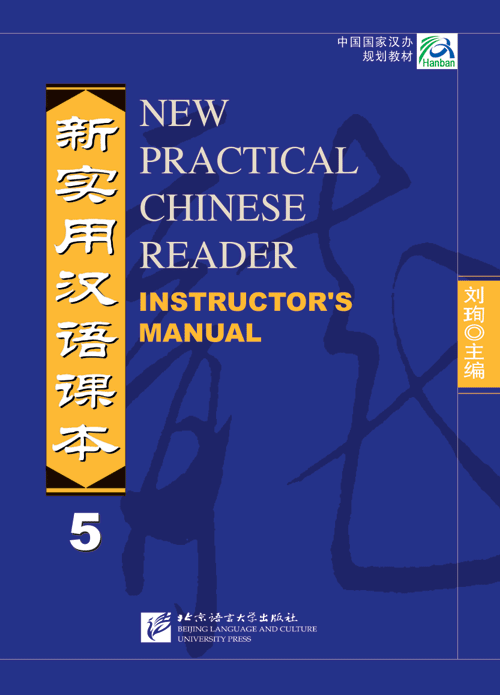 中国国家汉办
规划教材
Hanban
新实用汉语课本
NEW
PRACTICAL
CHINESE
READER
INSTRUCTOR'S
MANUAL
刘珣◎主编
5
北京语言大学出版社
BEIJING LANGUAGE AND CULTURE
UNIVERSITY PRESS